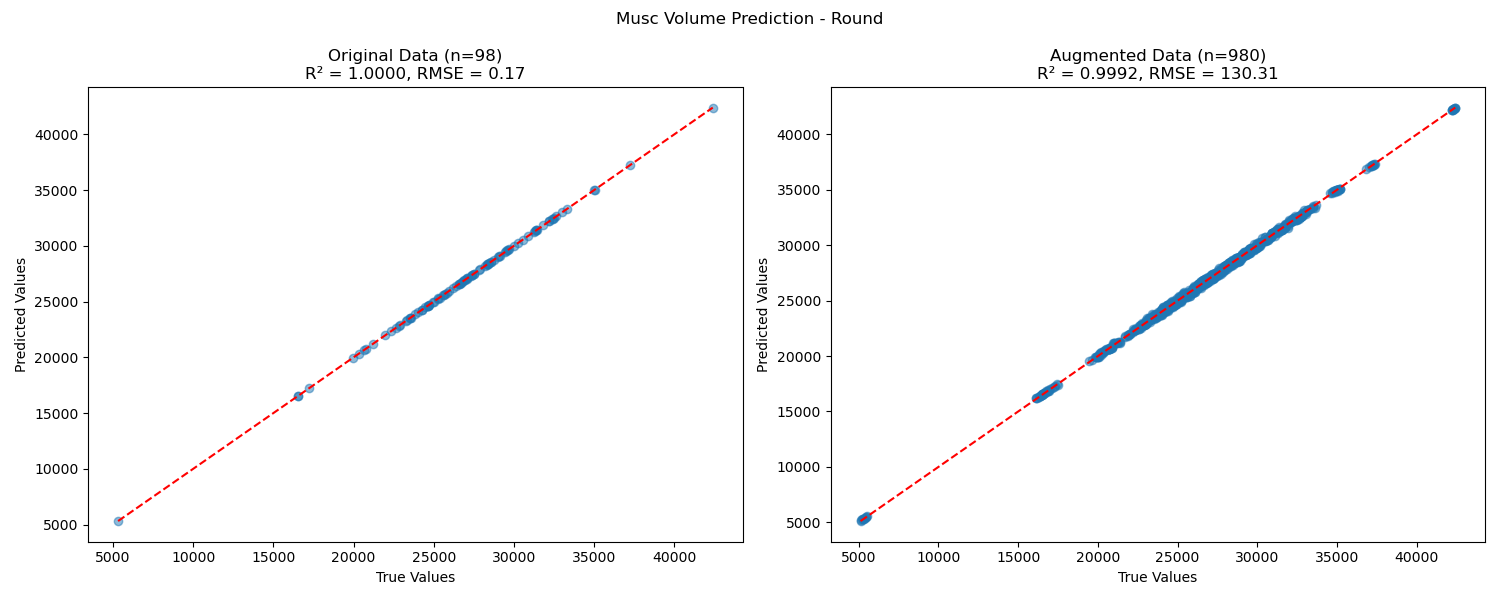 Musc Volume Prediction - Round
Original Data (n=98)
R² = 1.0000, RMSE = 0.17
40000
35000
30000
25000
20000
15000
10000
5000
Predicted Values
5000 10000 15000 20000 25000 30000 35000 40000
True Values
Augmented Data (n=980)
R² = 0.9992, RMSE = 130.31
40000
35000
30000
25000
20000
15000
10000
5000
Predicted Values
5000 10000 15000 20000 25000 30000 35000 40000
True Values